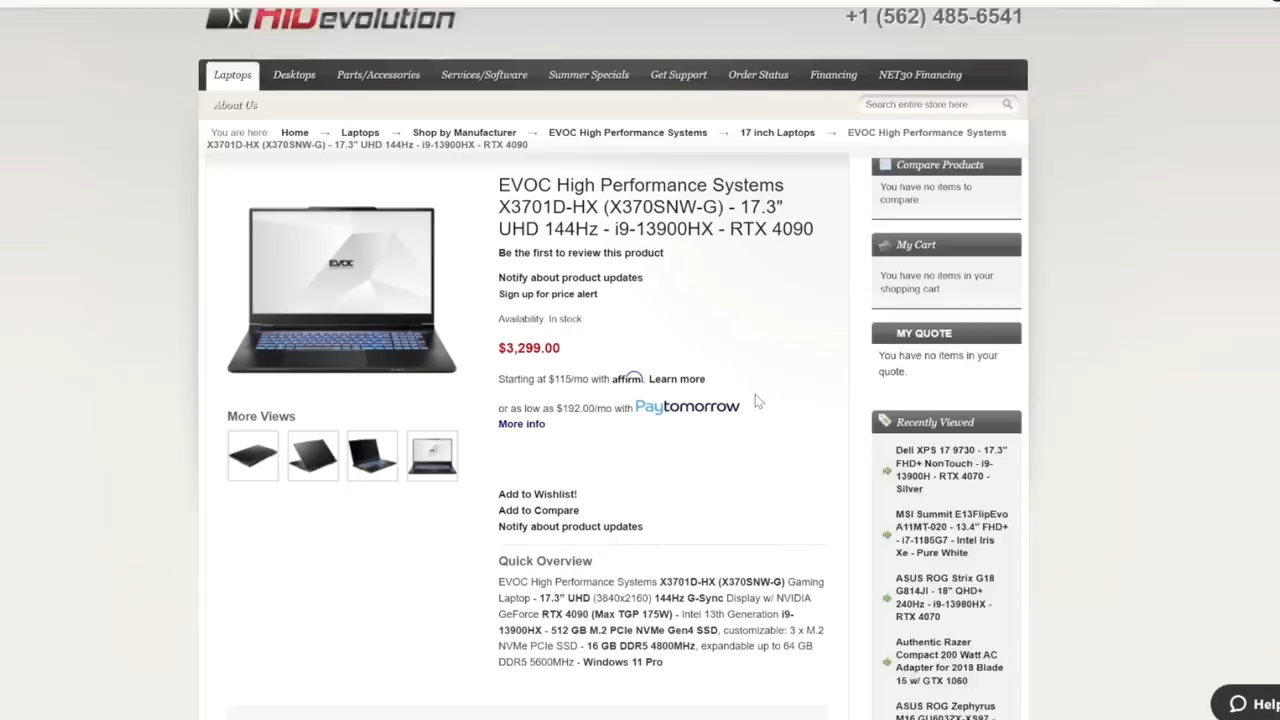 HIDevolution
+1 (562) 485-6541
Laptops Desktops Parts/Accessories Services/Software Summer Specials Get Support Order Status Financing NET30 Financing
About Us
Search entire store here
You are here: Home → Laptops → Shop by Manufacturer → EVOC High Performance Systems → 17 inch Laptops → EVOC High Performance Systems
X3701D-HX (X370SNW-G) - 17.3" UHD 144Hz - i9-13900HX - RTX 4090
EVOC
More Views
EVOC High Performance Systems
X3701D-HX (X370SNW-G) - 17.3"
UHD 144Hz - i9-13900HX - RTX 4090
Be the first to review this product
Notify about product updates
Sign up for price alert
Availability: In stock
$3,299.00
Starting at $115/mo with affirm. Learn more
or as low as $192.00/mo with Paytomorrow
More info
Add to Wishlist!
Add to Compare
Notify about product updates
Quick Overview
EVOC High Performance Systems X3701D-HX (X370SNW-G) Gaming
Laptop - 17.3" UHD (3840x2160) 144Hz G-Sync Display w/ NVIDIA
GeForce RTX 4090 (Max TGP 175W) - Intel 13th Generation i9-
13900HX - 512 GB M.2 PCIe NVMe Gen4 SSD, customizable: 3 x M.2
NVMe PCIe SSD - 16 GB DDR5 4800MHz, expandable up to 64 GB
DDR5 5600MHz - Windows 11 Pro
Compare Products
You have no items to
compare.
My Cart
You have no items in your
shopping cart
MY QUOTE
You have no items in your
quote.
Recently Viewed
Dell XPS 17 9730 - 17.3"
FHD+ NonTouch - i9-
13900H - RTX 4070 -
Silver
MSI Summit E13FlipEvo
A11MT-020 - 13.4" FHD+
- i7-1185G7 - Intel Iris
Xe - Pure White
ASUS ROG Strix G18
G814JI - 18" QHD+
240Hz - i9-13980HX -
RTX 4070
Authentic Razer
Compact 200 Watt AC
Adapter for 2018 Blade
15 w/ GTX 1060
ASUS ROG Zephyrus
M16 GU603ZX-XS97 -
Help